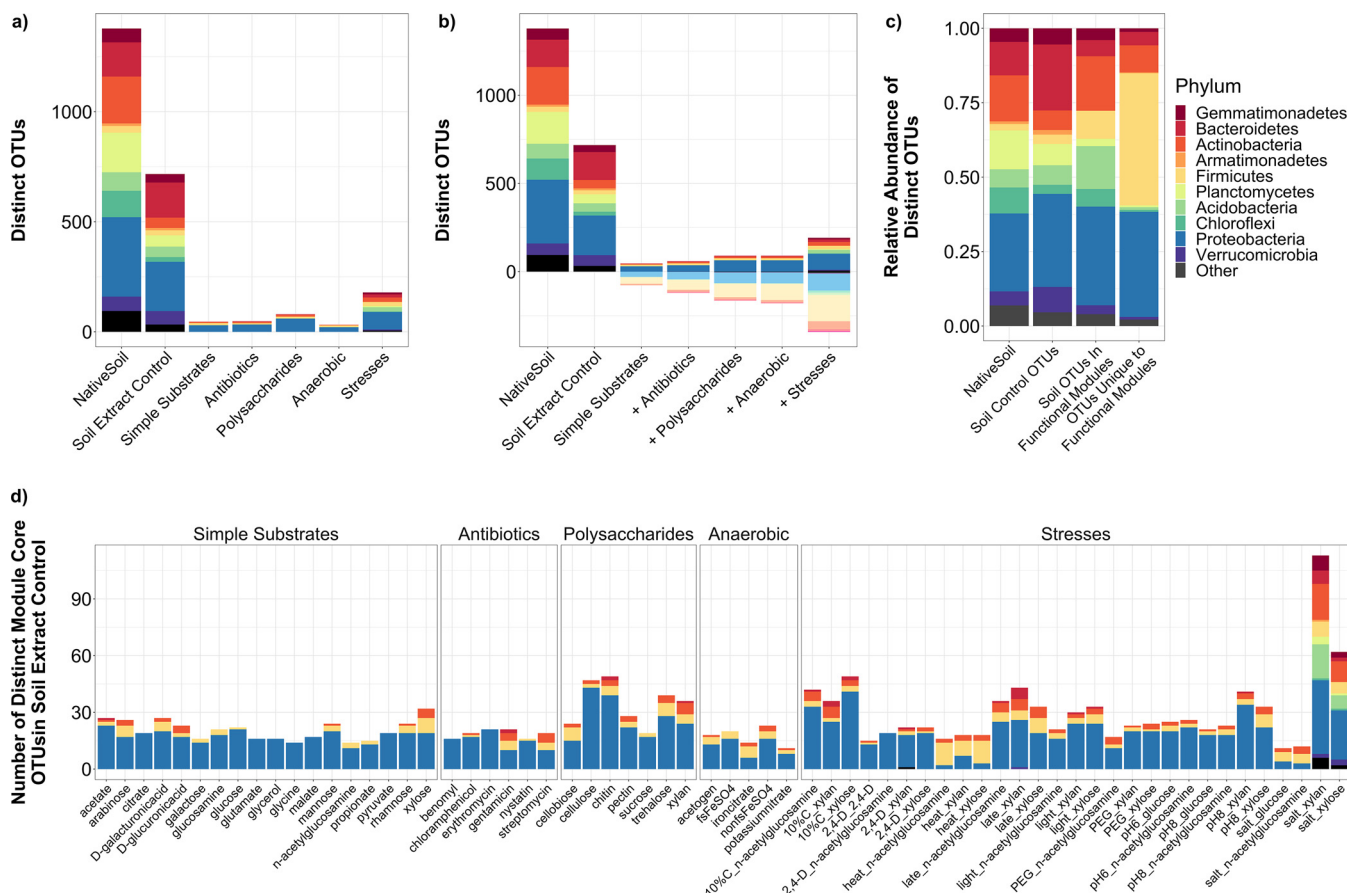 a)
Distinct OTUs
1000
500
0
NativeSoil
Soil Extract Control
Simple Substrates
Antibiotics
Polysaccharides
Anaerobic
Stresses
b)
Distinct OTUs
1000
500
0
NativeSoil
Soil Extract Control
Simple Substrates
+ Antibiotics
+ Polysaccharides
+ Anaerobic
+ Stresses
c)
Relative Abundance of
Distinct OTUs
1.00
0.75
0.50
0.25
0.00
NativeSoil
Soil Control OTUs
Soil OTUs In
Functional Modules
OTUs Unique to
Functional Modules
Phylum
Gemmatimonadetes
Bacteroidetes
Actinobacteria
Armatimonadetes
Firmicutes
Planctomycetes
Acidobacteria
Chloroflexi
Proteobacteria
Verrucomicrobia
Other
d)
Number of Distinct Module Core
OTUsin Soil Extract Control
90
60
30
0
Simple Substrates
Antibiotics
Polysaccharides
Anaerobic
Stresses
acetate
arabinose
citrate
D-galacturonicacid
D-glucuronicacid
galactose
glucosamine
glucose
glutamate
glycerol
glycine
malate
mannose
n-acetylglucosamine
propionate
pyruvate
rhamnose
xylose
benomyl
chloramphenicol
erythromycin
gentamicin
nystatin
streptomycin
cellobiose
cellulose
chitin
pectin
sucrose
trehalose
xylan
acetogen
fsFeSO4
ironcitrate
nonfsFeSO4
potassiumnitrate
10%C_n-acetylglucosamine
10%C_xylan
10%C_xylose
2,4-D_2,4-D
2,4-D_n-acetylglucosamine
2,4-D_xylan
2,4-D_xylose
heat_n-acetylglucosamine
heat_xylan
heat_xylose
late_n-acetylglucosamine
late_xylan
late_xylose
light_n-acetylglucosamine
light_xylan
light_xylose
PEG_n-acetylglucosamine
PEG_xylan
PEG_xylose
pH6_glucose
pH6_n-acetylglucosamine
pH8_glucose
pH8_n-acetylglucosamine
pH8_xylan
pH8_xylose
salt_glucose
salt_n-acetylglucosamine
salt_xylan
salt_xylose